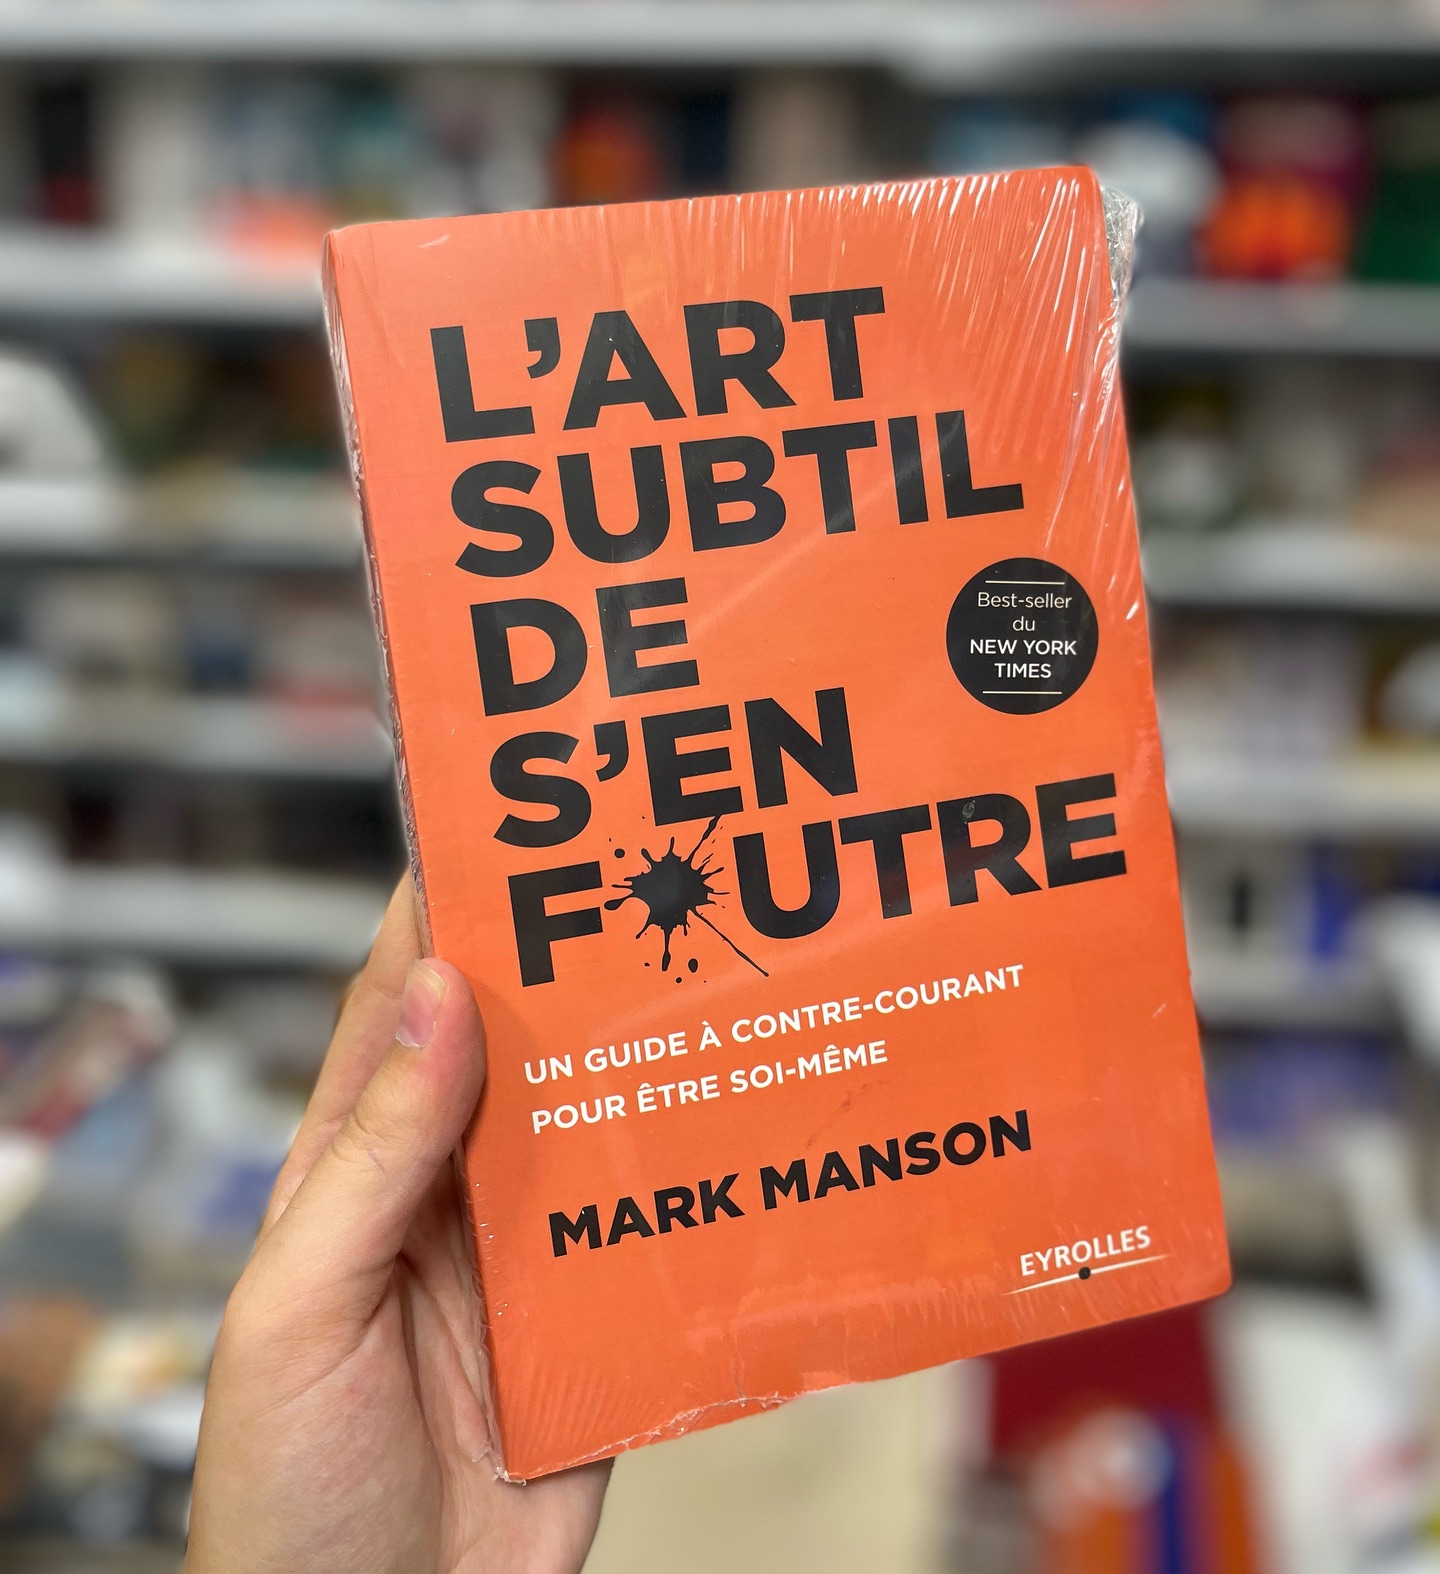 L'ART
SUBTIL
DE
S'EN
FOUTRE
Best-seller
du
NEW YORK
TIMES
UN GUIDE À CONTRE-COURANT
POUR ÊTRE SOI-MÊME
MARK MANSON
EYROLLES